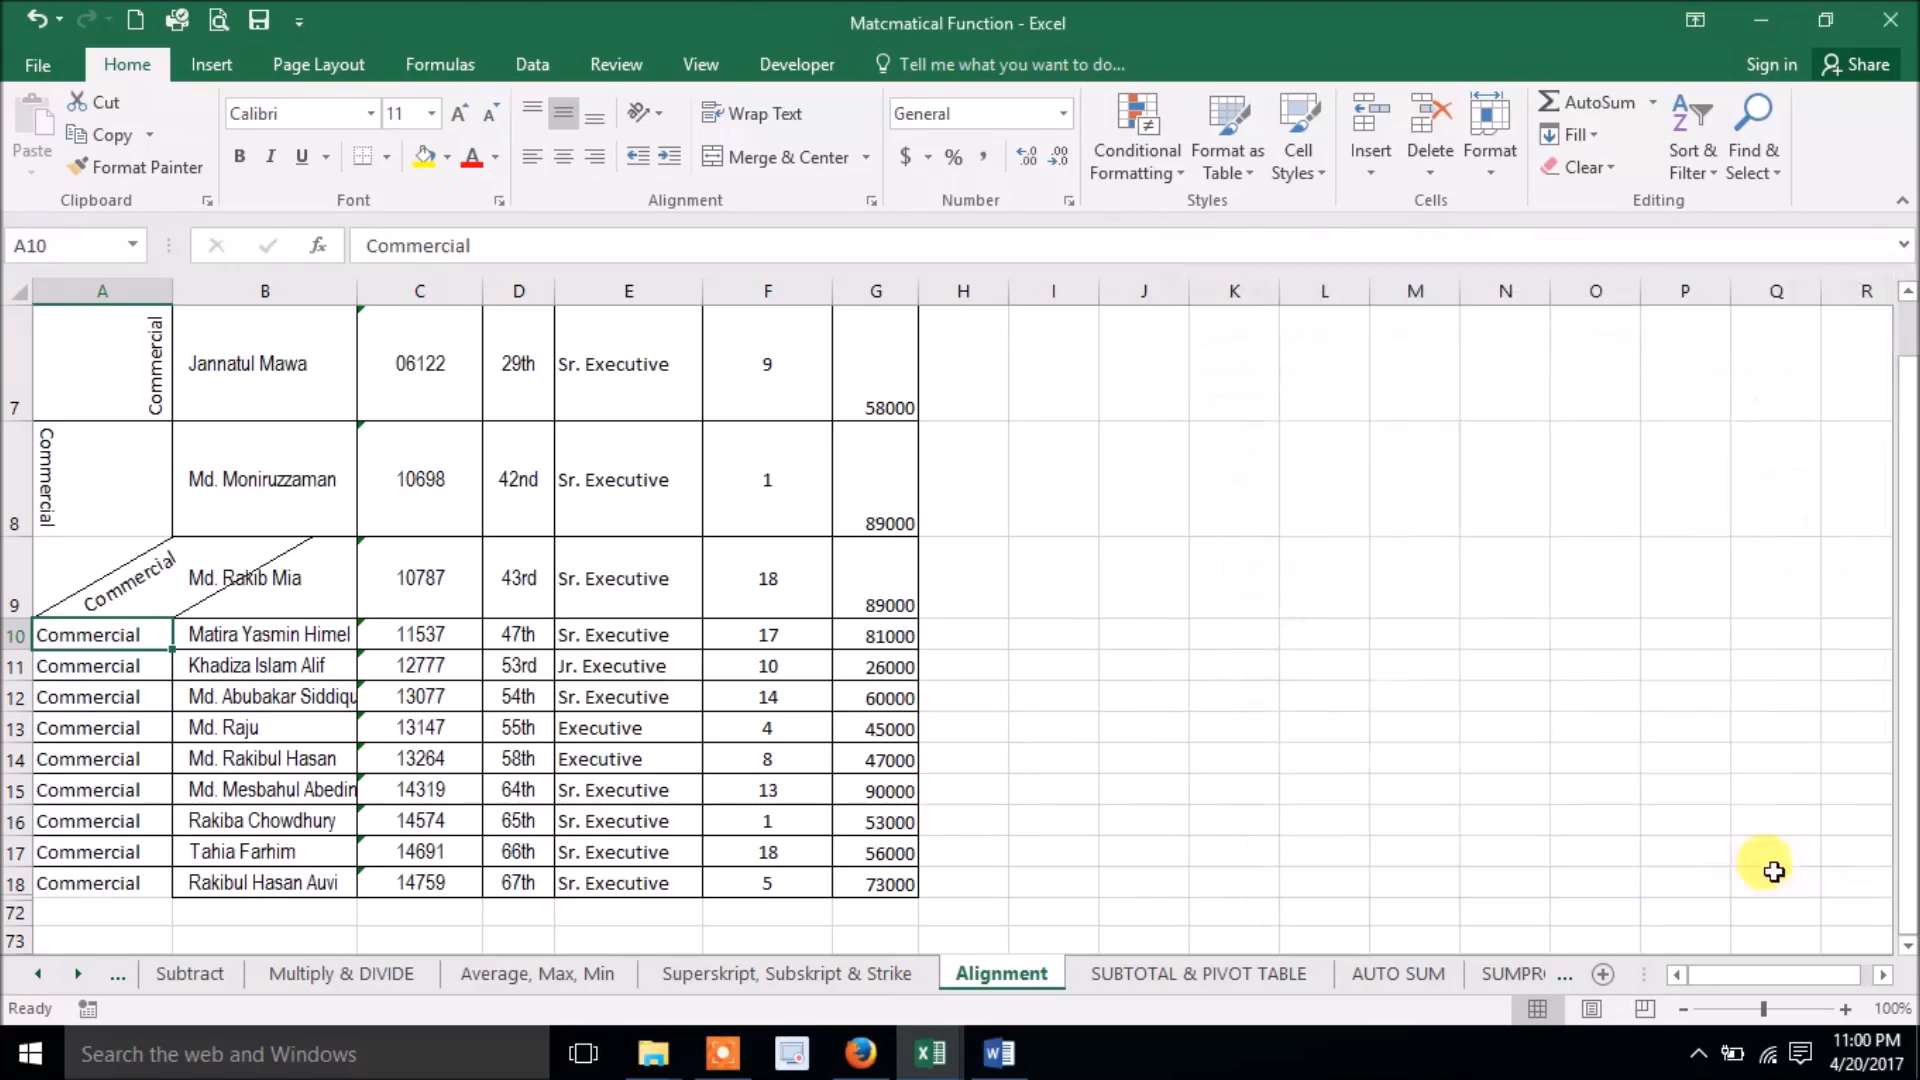 Matcmatical Function - Excel
File Home Insert Page Layout Formulas Data Review View Developer Tell me what you want to do... Sign in Share
Paste
Cut
Copy
Format Painter
Clipboard
Calibri 11
B I U A
Font
Wrap Text
Merge & Center
Alignment
General
$ % ,
Number
Conditional Formatting
Format as Table
Cell Styles
Styles
Insert Delete Format
Cells
AutoSum
Fill
Clear
Sort & Filter
Find & Select
Editing
A10 fx Commercial
A B C D E F G H I J K L M N O P Q R
7 Commercial Jannatul Mawa 06122 29th Sr. Executive 9 58000
8 Commercial Md. Moniruzzaman 10698 42nd Sr. Executive 1 89000
9 Commercial Md. Rakib Mia 10787 43rd Sr. Executive 18 89000
10 Commercial Matira Yasmin Himel 11537 47th Sr. Executive 17 81000
11 Commercial Khadiza Islam Alif 12777 53rd Jr. Executive 10 26000
12 Commercial Md. Abubakar Siddiqu 13077 54th Sr. Executive 14 60000
13 Commercial Md. Raju 13147 55th Executive 4 45000
14 Commercial Md. Rakibul Hasan 13264 58th Executive 8 47000
15 Commercial Md. Mesbahul Abedin 14319 64th Sr. Executive 13 90000
16 Commercial Rakiba Chowdhury 14574 65th Sr. Executive 1 53000
17 Commercial Tahia Farhim 14691 66th Sr. Executive 18 56000
18 Commercial Rakibul Hasan Auvi 14759 67th Sr. Executive 5 73000
72
73
... Subtract Multiply & DIVIDE Average, Max, Min Superskript, Subskript & Strike Alignment SUBTOTAL & PIVOT TABLE AUTO SUM SUMPR ...
Ready 100%
Search the web and Windows
11:00 PM
4/20/2017